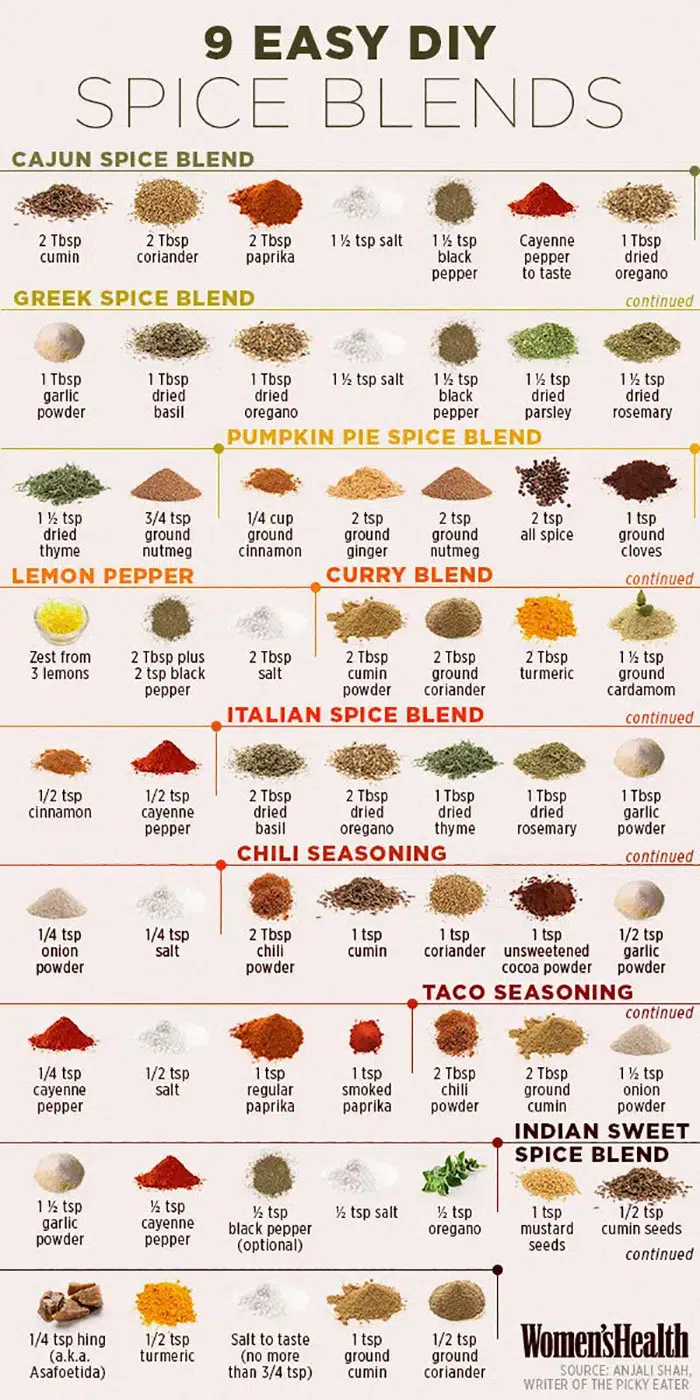 9 EASY DIY
SPICE BLENDS
CAJUN SPICE BLEND
2 Tbsp
cumin
2 Tbsp
coriander
2 Tbsp
paprika
1 ½ tsp salt
1 ½ tsp
black
pepper
Cayenne
pepper
to taste
1 Tbsp
dried
oregano
GREEK SPICE BLEND
continued
1 Tbsp
garlic
powder
1 Tbsp
dried
basil
1 Tbsp
dried
oregano
1 ½ tsp salt
1 ½ tsp
black
pepper
1 ½ tsp
dried
parsley
1 ½ tsp
dried
rosemary
PUMPKIN PIE SPICE BLEND
1 ½ tsp
dried
thyme
3/4 tsp
ground
nutmeg
1/4 cup
ground
cinnamon
2 tsp
ground
ginger
2 tsp
ground
nutmeg
2 tsp
all spice
1 tsp
ground
cloves
LEMON PEPPER
CURRY BLEND
continued
Zest from
3 lemons
2 Tbsp plus
2 tsp black
pepper
2 Tbsp
salt
2 Tbsp
cumin
powder
2 Tbsp
ground
coriander
2 Tbsp
turmeric
1 ½ tsp
ground
cardamom
ITALIAN SPICE BLEND
continued
1/2 tsp
cinnamon
1/2 tsp
cayenne
pepper
2 Tbsp
dried
basil
2 Tbsp
dried
oregano
1 Tbsp
dried
thyme
1 Tbsp
dried
rosemary
1 Tbsp
garlic
powder
CHILI SEASONING
continued
1/4 tsp
onion
powder
1/4 tsp
salt
2 Tbsp
chili
powder
1 tsp
cumin
1 tsp
coriander
1 tsp
unsweetened
cocoa powder
1/2 tsp
garlic
powder
TACO SEASONING
continued
1/4 tsp
cayenne
pepper
1/2 tsp
salt
1 tsp
regular
paprika
1 tsp
smoked
paprika
2 Tbsp
chili
powder
2 Tbsp
ground
cumin
1 ½ tsp
onion
powder
INDIAN SWEET
SPICE BLEND
1 ½ tsp
garlic
powder
½ tsp
cayenne
pepper
½ tsp
black pepper
(optional)
½ tsp salt
½ tsp
oregano
1 tsp
mustard
seeds
1/2 tsp
cumin seeds
continued
1/4 tsp hing
(a.k.a.
Asafoetida)
1/2 tsp
turmeric
Salt to taste
(no more
than 3/4 tsp)
1 tsp
ground
cumin
1/2 tsp
ground
coriander
Women'sHealth
SOURCE: ANJALI SHAH,
WRITER OF THE PICKY EATER